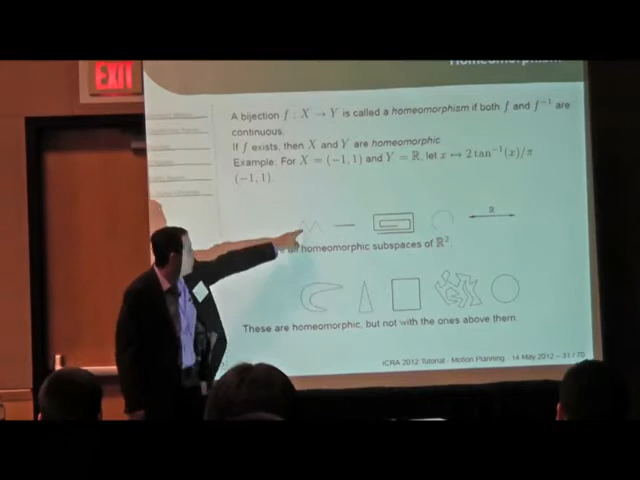 EXIT
Homeomorphism
A bijection f : X → Y is called a homeomorphism if both f and f⁻¹ are
continuous.
If f exists, then X and Y are homeomorphic
Example: For X = (−1, 1) and Y = ℝ, let x ↦ 2 tan⁻¹(x)/π
(−1, 1).
ℝ
all homeomorphic subspaces of ℝ².
These are homeomorphic, but not with the ones above them.
ICRA 2012 Tutorial - Motion Planning - 14 May 2012 – 31 / 70